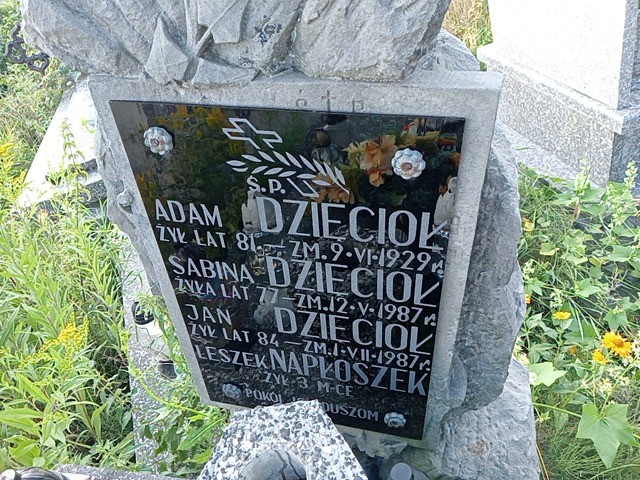 Ś.P.
ADAM DZIĘCIOŁ
ŻYŁ LAT 81 — ZM. 9·VI·1929 r.
SABINA DZIĘCIOŁ
ŻYŁA LAT 77 — ZM. 12·V·1987 r.
JAN DZIĘCIOŁ
ŻYŁ LAT 84 — ZM. 1·VII·1987 r.
LESZEK NAPŁOSZEK
ŻYŁ 3 M-CE
DUSZOM